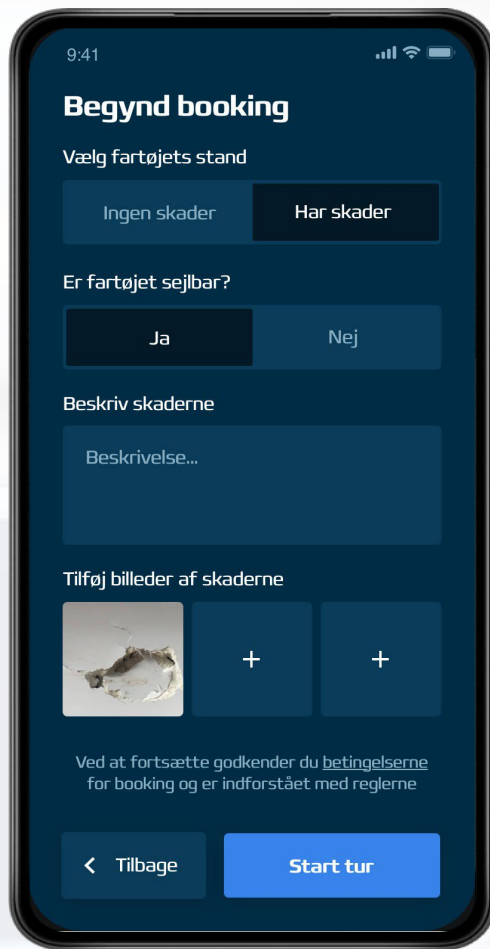 9:41
Begynd booking
Vælg fartøjets stand
Ingen skader Har skader
Er fartøjet sejlbar?
Ja Nej
Beskriv skaderne
Beskrivelse...
Tilføj billeder af skaderne
+ +
Ved at fortsætte godkender du betingelserne
for booking og er indforstået med reglerne
Tilbage Start tur